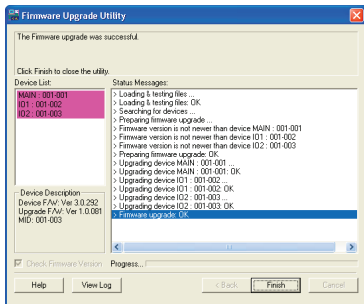 Firmware Upgrade Utility
The Firmware upgrade was successful.
Click Finish to close the utility.
Device List:
Status Messages:
MAIN : 001-001
IO1 : 001-002
IO2 : 001-003
> Loading & testing files ...
> Loading & testing files: OK
> Searching for devices ...
> Preparing firmware upgrade ...
> Firmware version is not newer than device MAIN : 001-001
> Firmware version is not newer than device IO1 : 001-002
> Firmware version is not newer than device IO2 : 001-003
> Preparing firmware upgrade: OK
> Upgrading device MAIN : 001-001 ...
> Upgrading device MAIN : 001-001: OK
> Upgrading device IO1 : 001-002 ...
> Upgrading device IO1 : 001-002: OK
> Upgrading device IO2 : 001-003 ...
> Upgrading device IO2 : 001-003: OK
> Firmware upgrade: OK
Device Description
Device F/W: Ver 3.0.292
Upgrade F/W: Ver 1.0.081
MID: 001-003
Check Firmware Version
Progress...
Help
View Log
< Back
Finish
Cancel